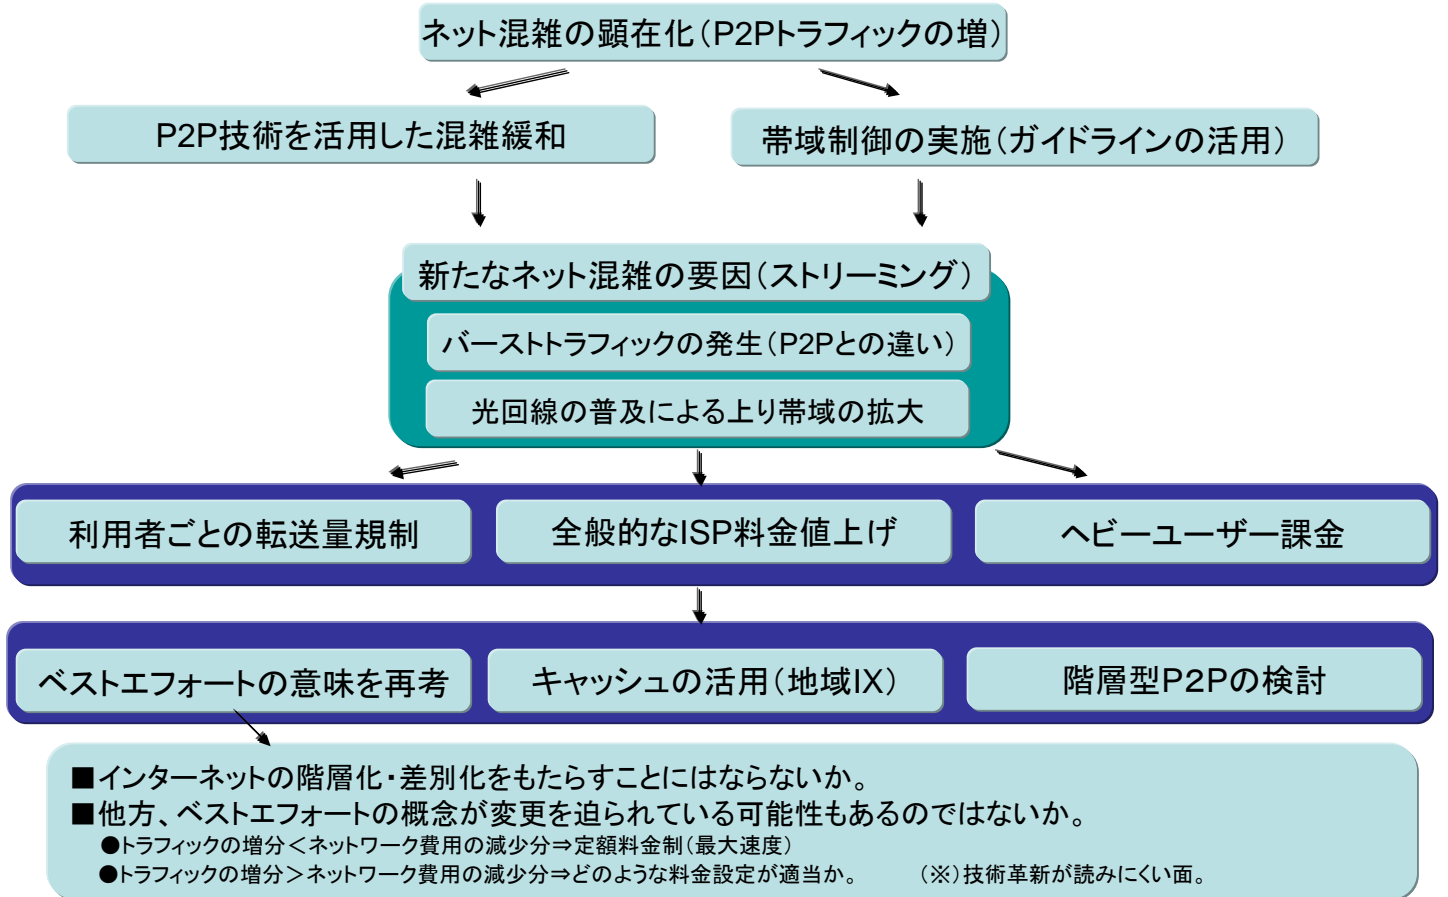 ネット混雑の顕在化（P2Pトラフィックの増）
P2P技術を活用した混雑緩和
帯域制御の実施（ガイドラインの活用）
新たなネット混雑の要因（ストリーミング）
バーストトラフィックの発生（P2Pとの違い）
光回線の普及による上り帯域の拡大
利用者ごとの転送量規制
全般的なISP料金値上げ
ヘビーユーザー課金
ベストエフォートの意味を再考
キャッシュの活用（地域IX）
階層型P2Pの検討
■インターネットの階層化・差別化をもたらすことにはならないか。
■他方、ベストエフォートの概念が変更を迫られている可能性もあるのではないか。
●トラフィックの増分＜ネットワーク費用の減少分⇒定額料金制（最大速度）
●トラフィックの増分＞ネットワーク費用の減少分⇒どのような料金設定が適当か。　（※）技術革新が読みにくい面。